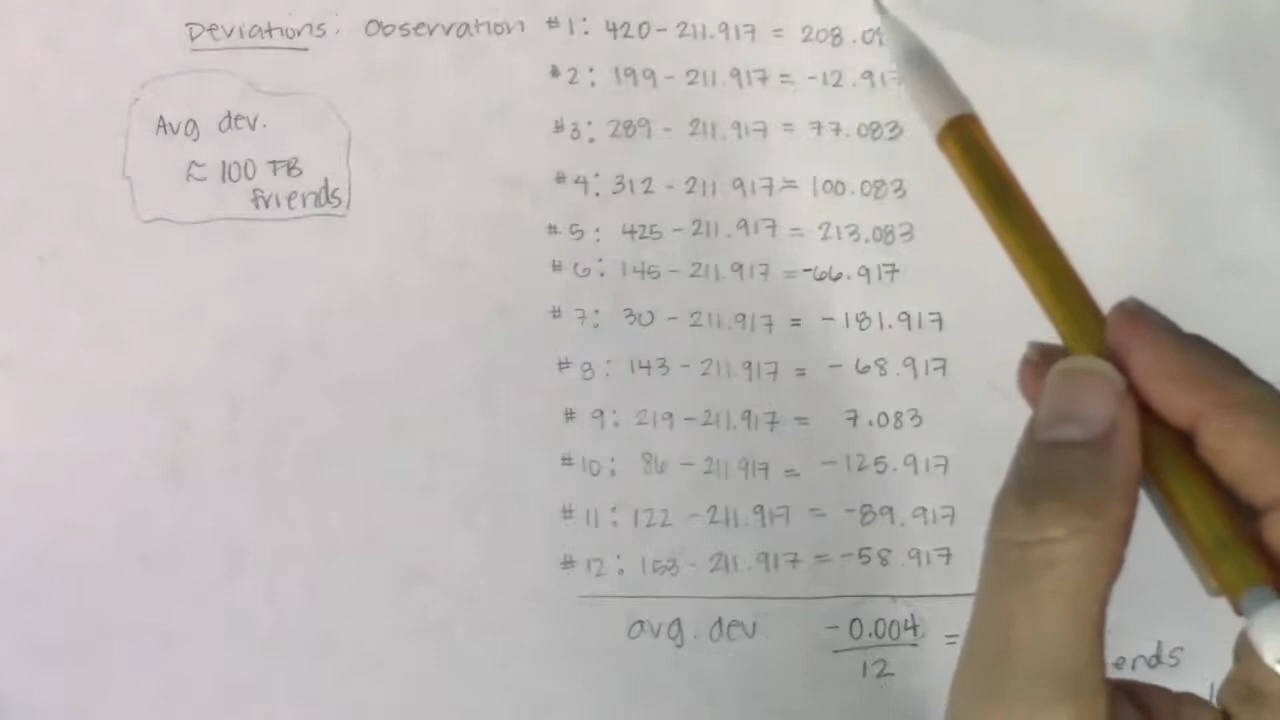 Deviations: Observation #1: 420 - 211.917 = 208.0
#2: 199 - 211.917 = -12.917
#3: 289 - 211.917 = 77.083
#4: 312 - 211.917 = 100.083
#5: 425 - 211.917 = 213.083
#6: 145 - 211.917 = -66.917
#7: 30 - 211.917 = -181.917
#8: 143 - 211.917 = -68.917
#9: 219 - 211.917 = 7.083
#10: 86 - 211.917 = -125.917
#11: 122 - 211.917 = -89.917
#12: 153 - 211.917 = -58.917
avg. dev -0.004 =
12
ends
Avg dev.
≈ 100 FB
friends